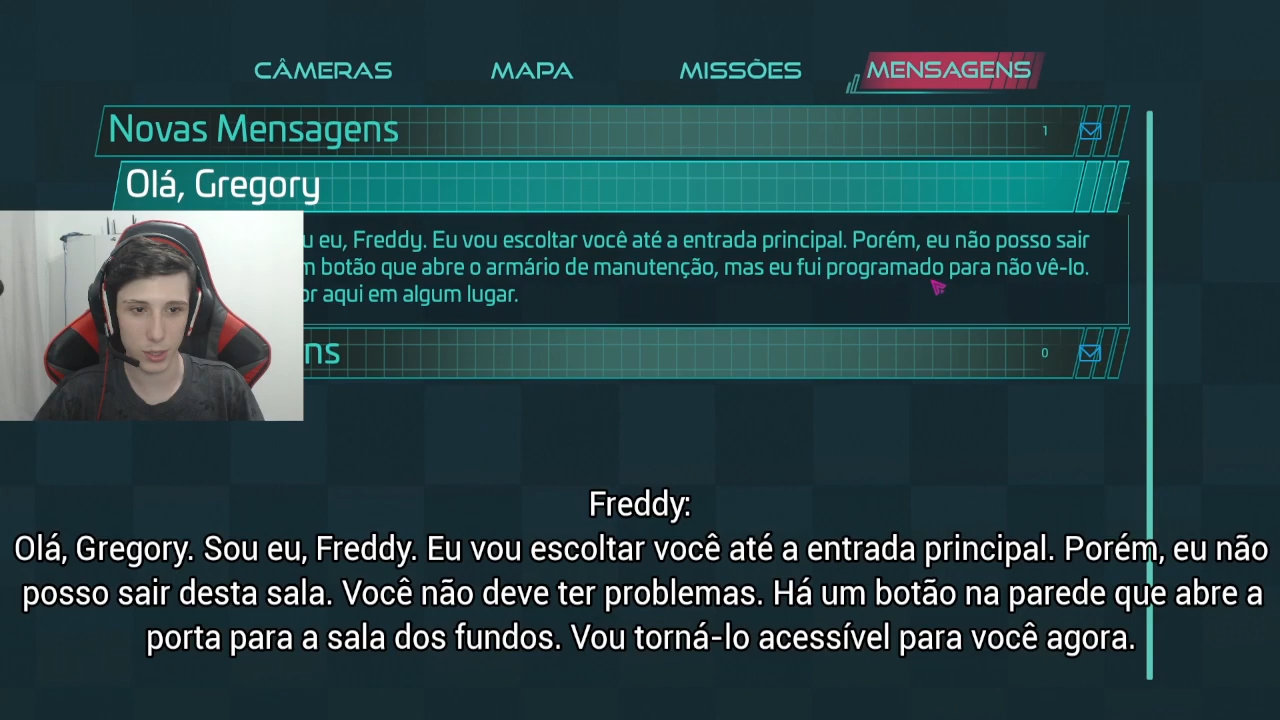 CÂMERAS MAPA MISSÕES MENSAGENS
Novas Mensagens 1
Olá, Gregory
eu, Freddy. Eu vou escoltar você até a entrada principal. Porém, eu não posso sair
botão que abre o armário de manutenção, mas eu fui programado para não vê-lo.
aqui em algum lugar.
0
Freddy:
Olá, Gregory. Sou eu, Freddy. Eu vou escoltar você até a entrada principal. Porém, eu não
posso sair desta sala. Você não deve ter problemas. Há um botão na parede que abre a
porta para a sala dos fundos. Vou torná-lo acessível para você agora.